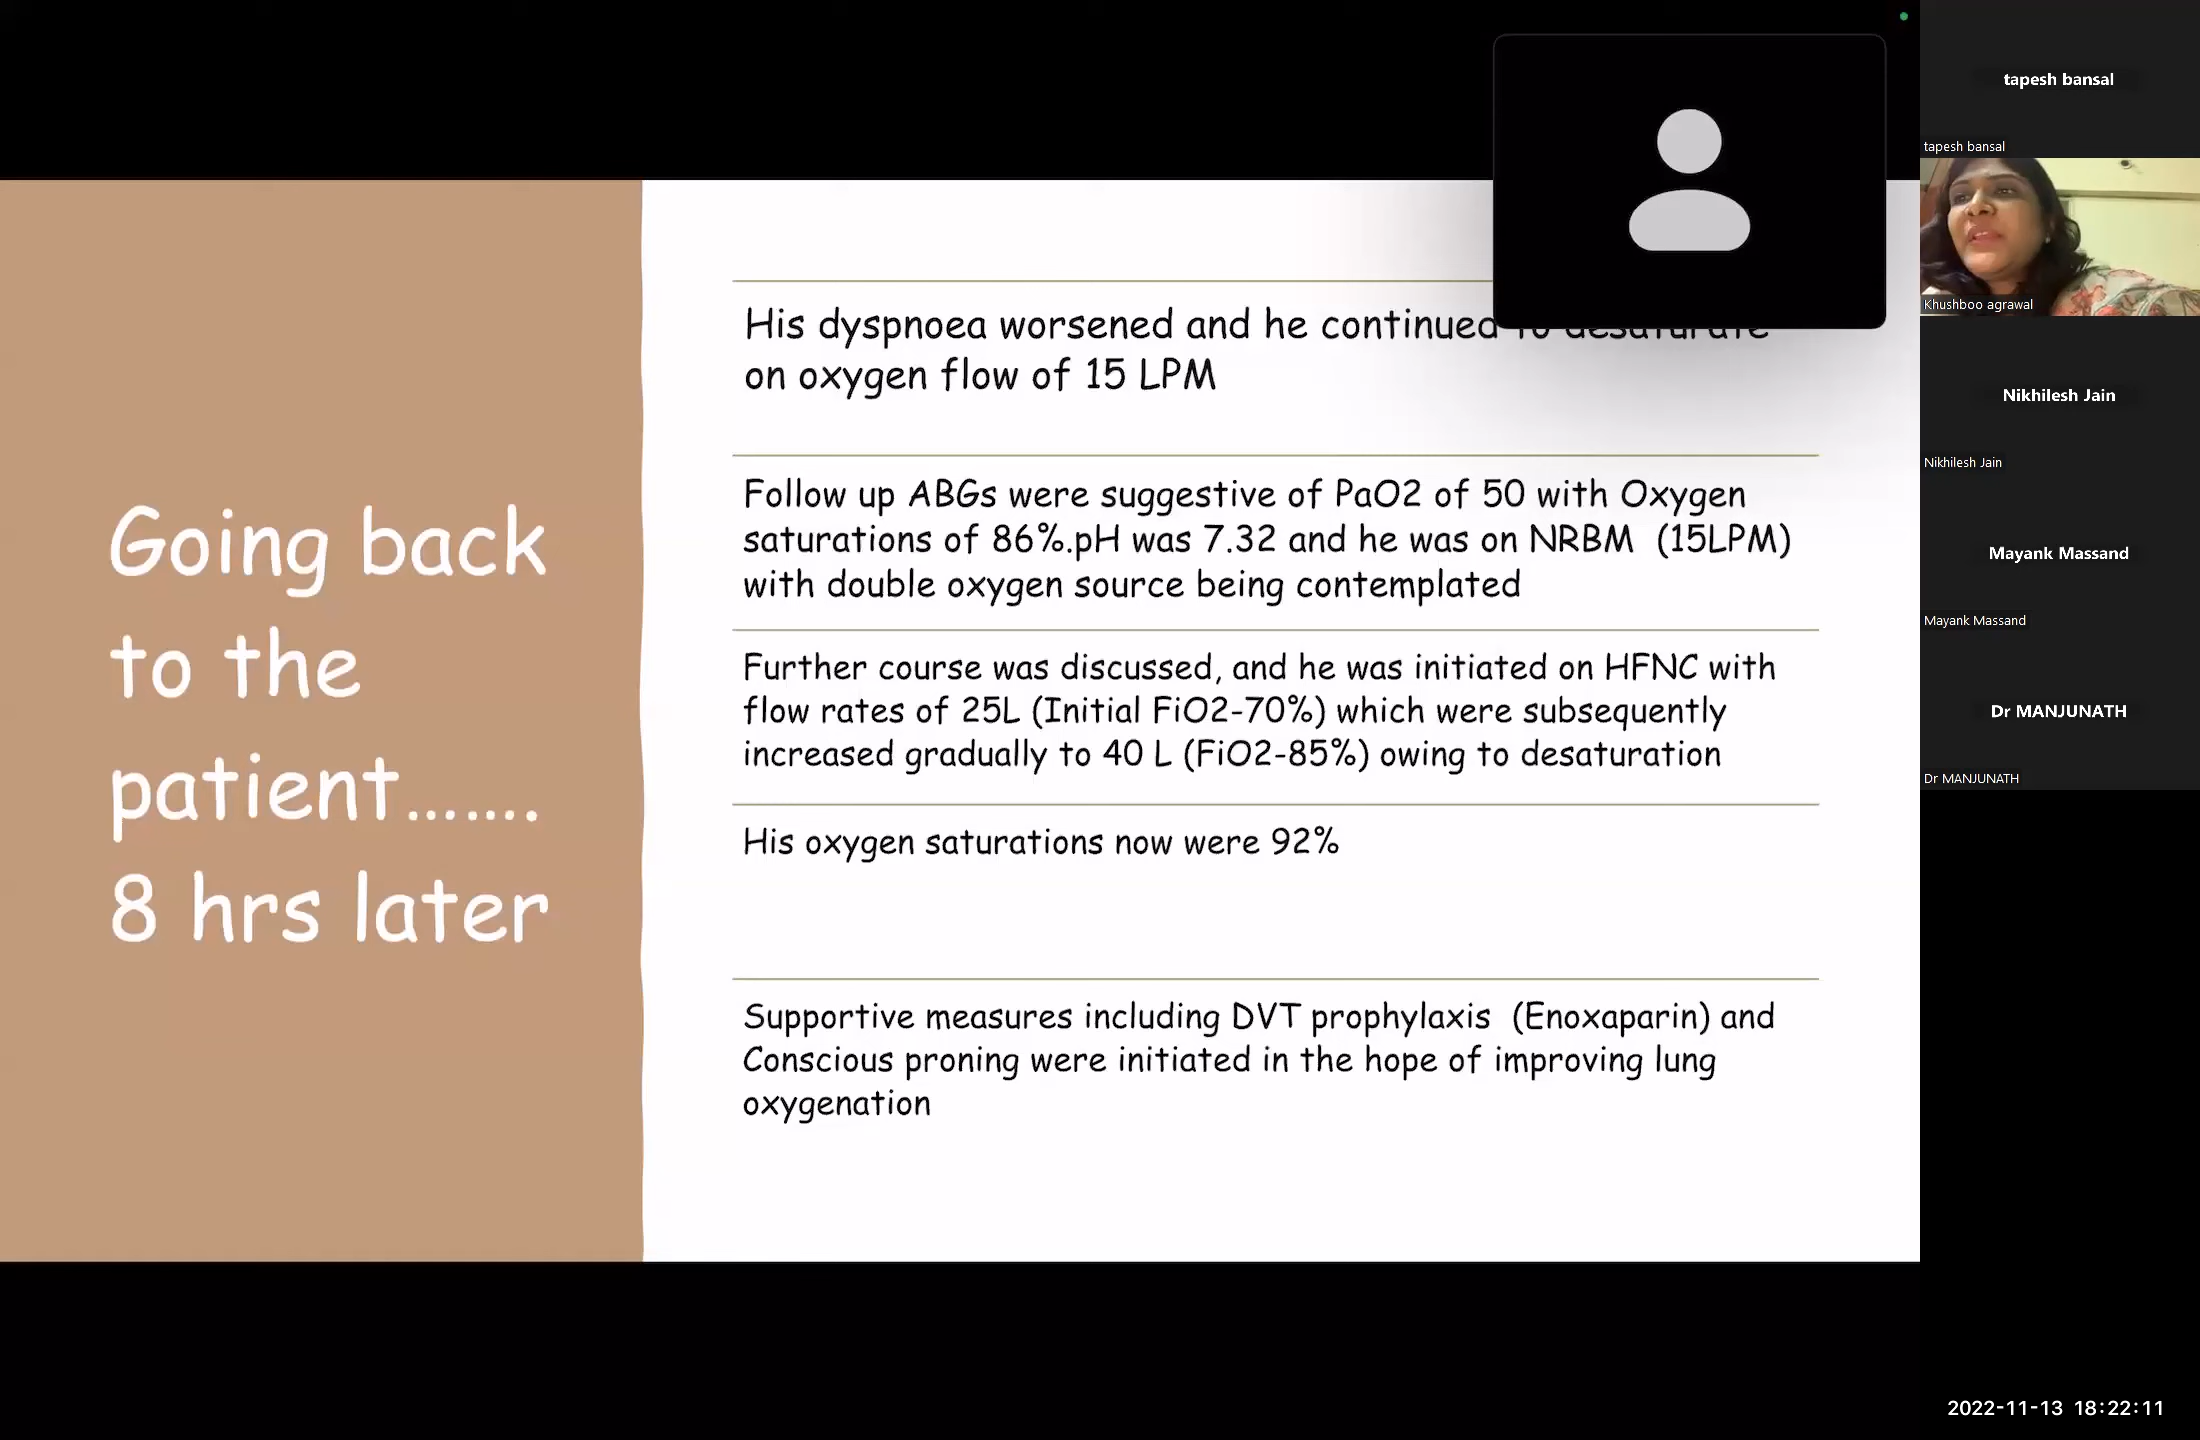 Going back
to the
patient.......
8 hrs later
His dyspnoea worsened and he continued to desaturate
on oxygen flow of 15 LPM
Follow up ABGs were suggestive of PaO2 of 50 with Oxygen
saturations of 86%.pH was 7.32 and he was on NRBM (15LPM)
with double oxygen source being contemplated
Further course was discussed, and he was initiated on HFNC with
flow rates of 25L (Initial FiO2-70%) which were subsequently
increased gradually to 40 L (FiO2-85%) owing to desaturation
His oxygen saturations now were 92%
Supportive measures including DVT prophylaxis (Enoxaparin) and
Conscious proning were initiated in the hope of improving lung
oxygenation
tapesh bansal
tapesh bansal
Khushboo agrawal
Nikhilesh Jain
Nikhilesh Jain
Mayank Massand
Mayank Massand
Dr MANJUNATH
Dr MANJUNATH
2022-11-13 18:22:11